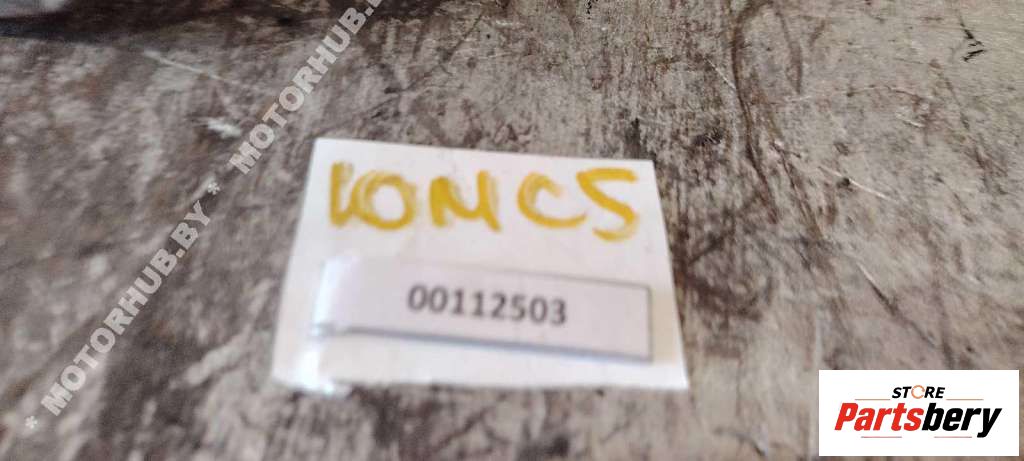 * MOTORHUB.BY * MOTORHUB.BY
10MC5
00112503
STORE
Partsbery